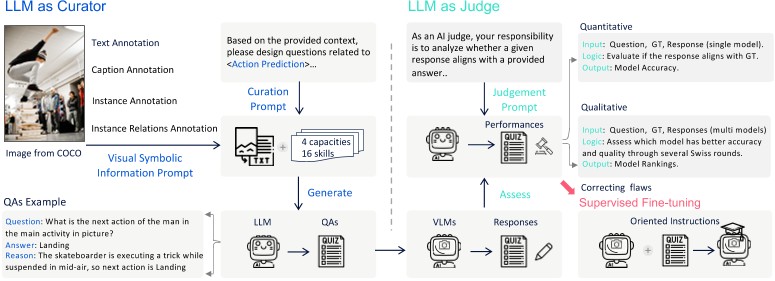 LLM as Curator
Text Annotation
Caption Annotation
Instance Annotation
Instance Relations Annotation
Image from COCO
Visual Symbolic
Information Prompt
Based on the provided context,
please design questions related to
<Action Prediction>...
Curation
Prompt
TXT
+
4 capacities
16 skills
Generate
QAs Example
Question: What is the next action of the man in
the main activity in picture?
Answer: Landing
Reason: The skateboarder is executing a trick while
suspended in mid-air, so next action is Landing
LLM
QAs
AI
QUIZ
LLM as Judge
As an AI judge, your responsibility
is to analyze whether a given
response aligns with a provided
answer..
Judgement
Prompt
Performances
AI
QUIZ
Assess
VLMs
Responses
AI
QUIZ
Quantitative
Input: Question, GT, Response (single model).
Logic: Evaluate if the response aligns with GT.
Output: Model Accuracy.
Qualitative
Input: Question, GT, Responses (multi models)
Logic: Assess which model has better accuracy
and quality through several Swiss rounds.
Output: Model Rankings.
Correcting flaws
Supervised Fine-tuning
Oriented Instructions
AI
+
QUIZ
AI